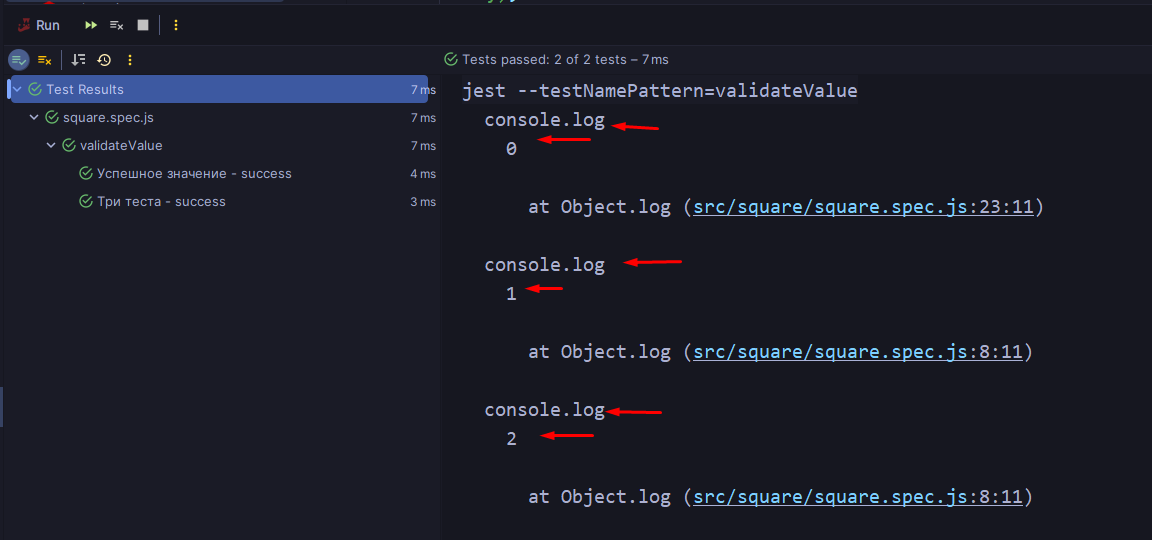 Run
Tests passed: 2 of 2 tests – 7 ms
Test Results 7 ms
square.spec.js 7 ms
validateValue 7 ms
Успешное значение - success 4 ms
Три теста - success 3 ms
jest --testNamePattern=validateValue
console.log
0
at Object.log (src/square/square.spec.js:23:11)
console.log
1
at Object.log (src/square/square.spec.js:8:11)
console.log
2
at Object.log (src/square/square.spec.js:8:11)